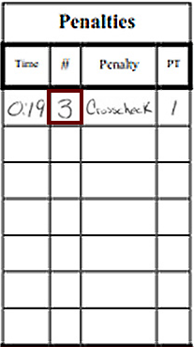 Penalties
Time # Penalty PT
0:19 3 Crosscheck 1